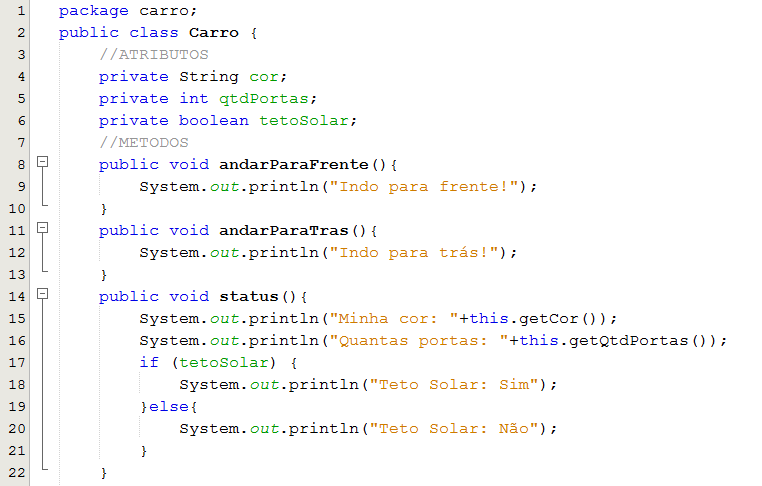 1 package carro;
2 public class Carro {
3 //ATRIBUTOS
4 private String cor;
5 private int qtdPortas;
6 private boolean tetoSolar;
7 //METODOS
8 public void andarParaFrente(){
9 System.out.println("Indo para frente!");
10 }
11 public void andarParaTras(){
12 System.out.println("Indo para trás!");
13 }
14 public void status(){
15 System.out.println("Minha cor: "+this.getCor());
16 System.out.println("Quantas portas: "+this.getQtdPortas());
17 if (tetoSolar) {
18 System.out.println("Teto Solar: Sim");
19 }else{
20 System.out.println("Teto Solar: Não");
21 }
22 }